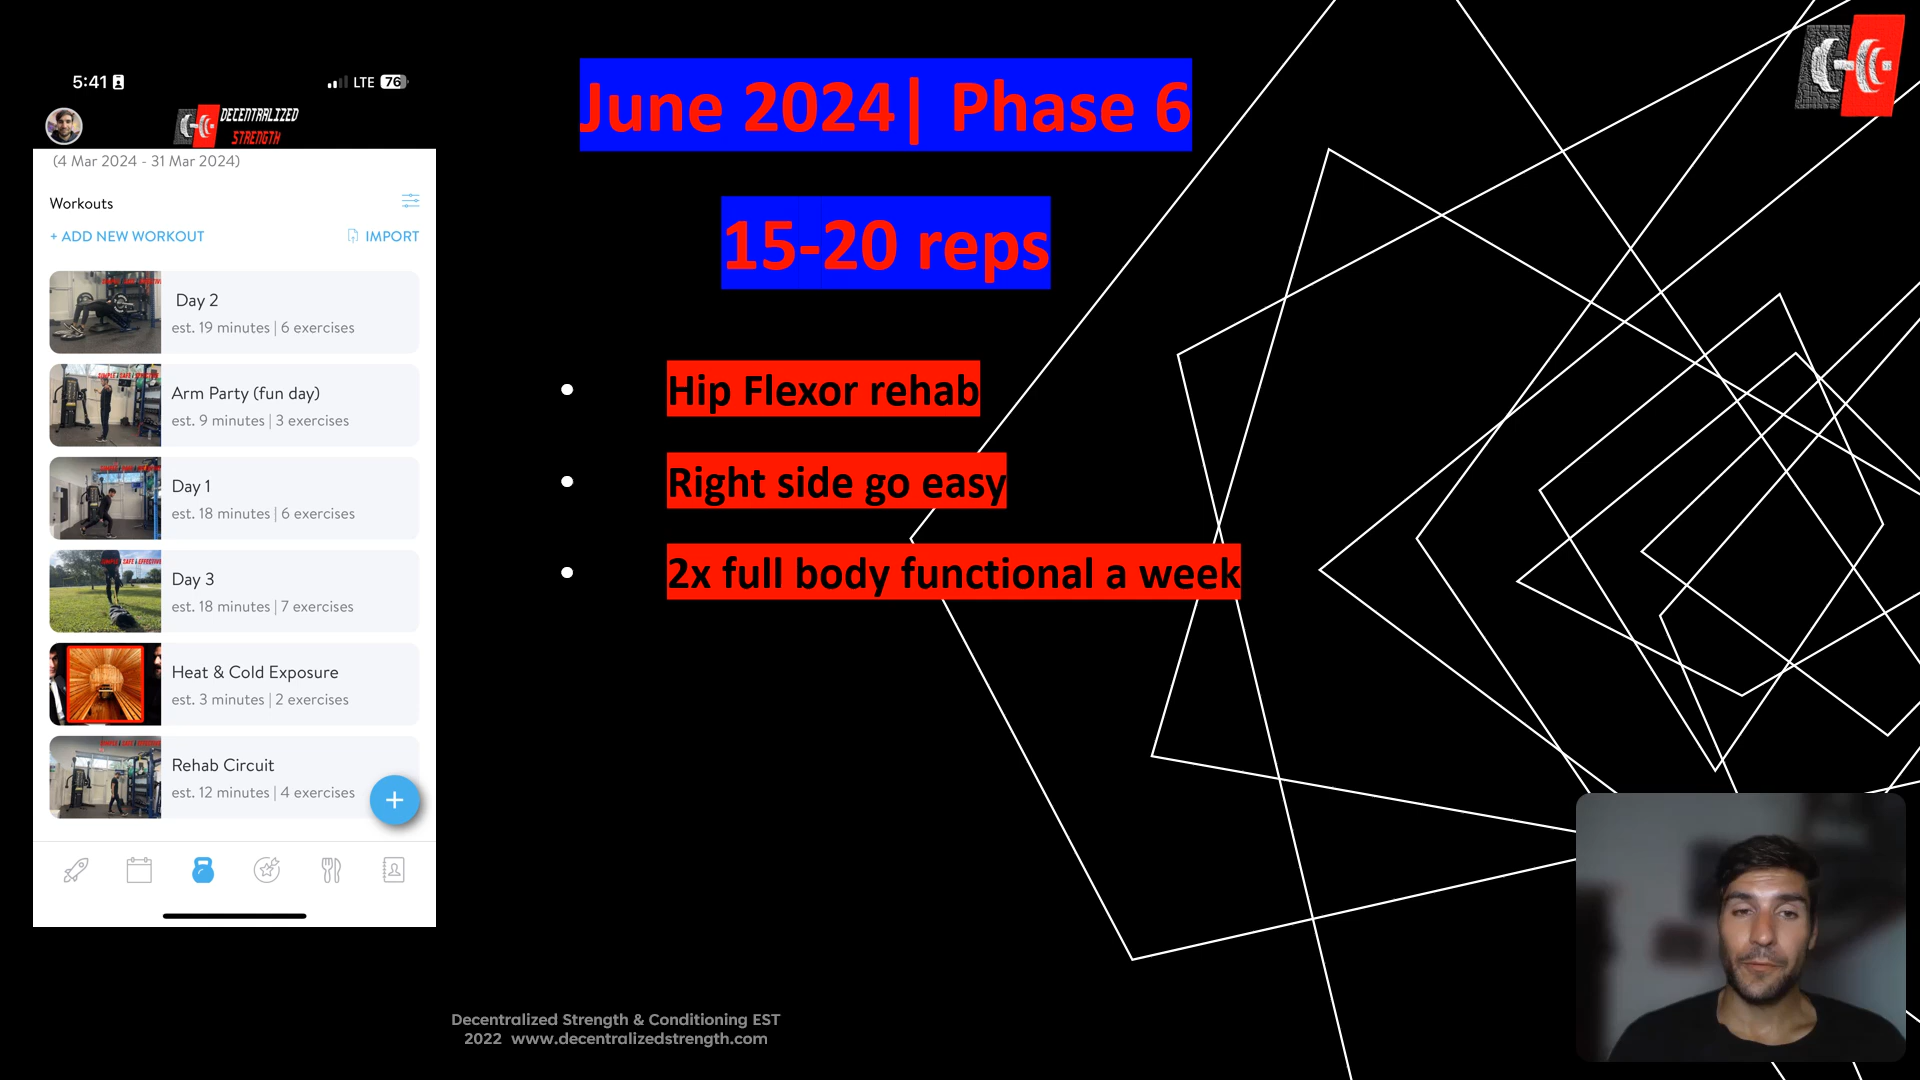 5:41
LTE 76
DECENTRALIZED
STRENGTH
(4 Mar 2024 - 31 Mar 2024)
Workouts
+ ADD NEW WORKOUT
IMPORT
Day 2
est. 19 minutes | 6 exercises
Arm Party (fun day)
est. 9 minutes | 3 exercises
Day 1
est. 18 minutes | 6 exercises
Day 3
est. 18 minutes | 7 exercises
Heat & Cold Exposure
est. 3 minutes | 2 exercises
Rehab Circuit
est. 12 minutes | 4 exercises
June 2024| Phase 6
15-20 reps
• Hip Flexor rehab
• Right side go easy
• 2x full body functional a week
Decentralized Strength & Conditioning EST
2022 www.decentralizedstrength.com